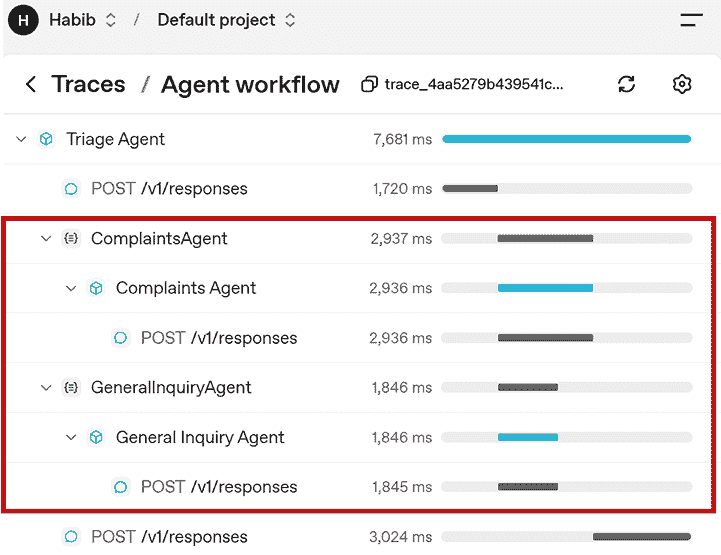 H Habib / Default project
Traces / Agent workflow trace_4aa5279b439541c...
Triage Agent 7,681 ms
POST /v1/responses 1,720 ms
ComplaintsAgent 2,937 ms
Complaints Agent 2,936 ms
POST /v1/responses 2,936 ms
GeneralInquiryAgent 1,846 ms
General Inquiry Agent 1,846 ms
POST /v1/responses 1,845 ms
POST /v1/responses 3,024 ms